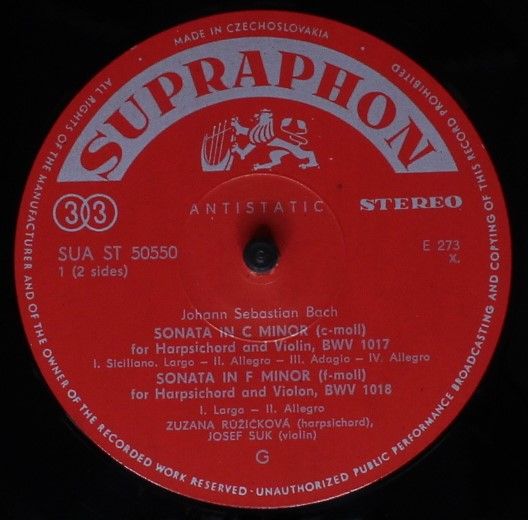 MADE IN CZECHOSLOVAKIA
ALL RIGHTS OF THE MANUFACTURER AND OF THE OWNER OF THE RECORDED WORK RESERVED · UNAUTHORIZED PUBLIC PERFORMANCE BROADCASTING AND COPYING OF THIS RECORD PROHIBITED
SUPRAPHON
33
ANTISTATIC
STEREO
SUA ST 50550
E 273
1 (2 sides)
X.
Johann Sebastian Bach
SONATA IN C MINOR (c-moll)
for Harpsichord and Violin, BWV 1017
I. Siciliano. Largo - II. Allegro - III. Adagio - IV. Allegro
SONATA IN F MINOR (f-moll)
for Harpsichord and Violon, BWV 1018
I. Largo - II. Allegro
ZUZANA RŮŽIČKOVÁ (harpsichord),
JOSEF SUK (violin)
G